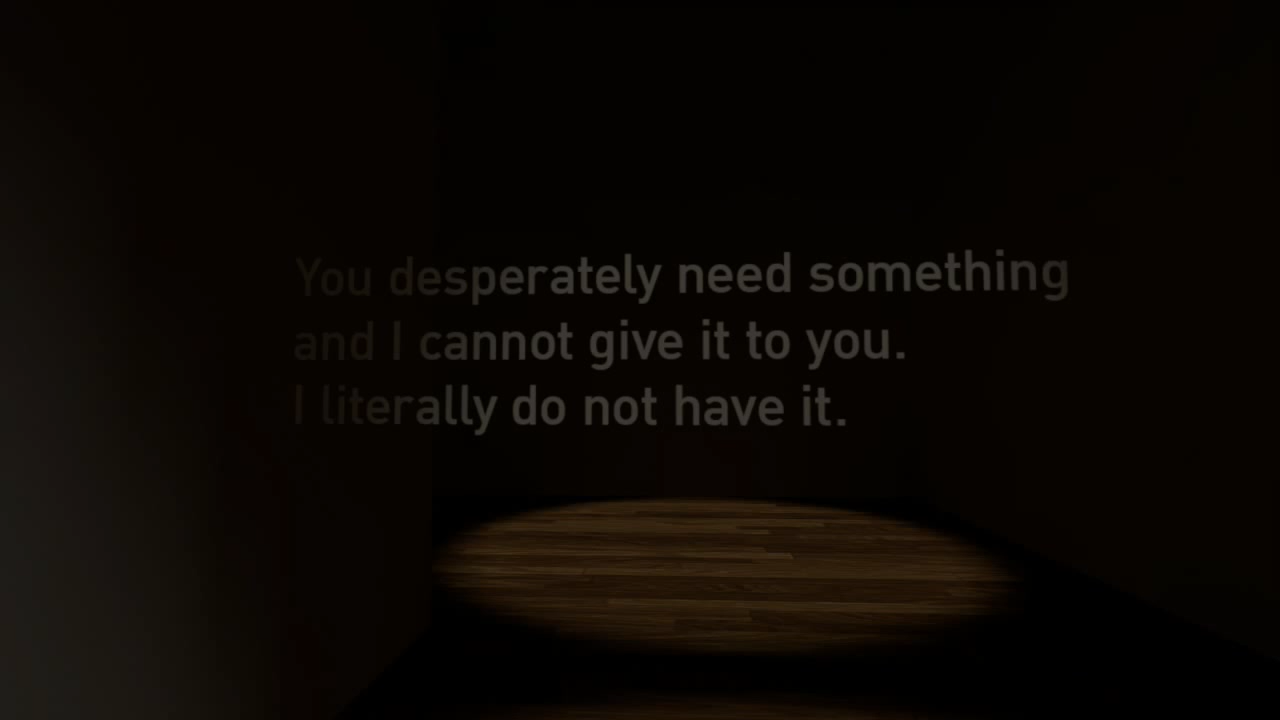 You desperately need something
and I cannot give it to you.
I literally do not have it.